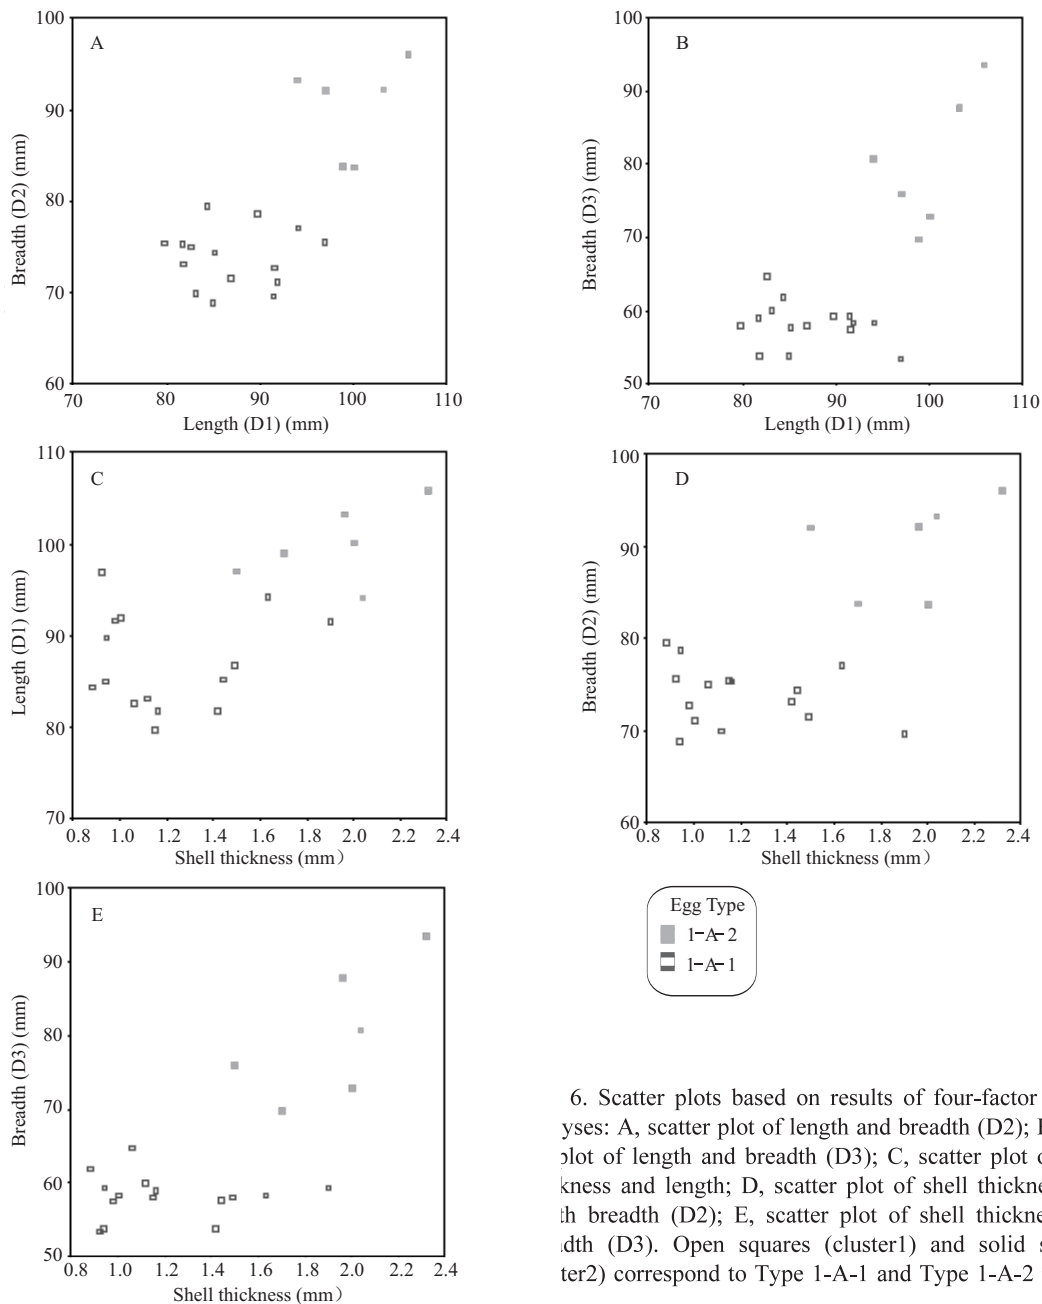 A
100
90
80
70
60
Breadth (D2) (mm)
70 80 90 100 110
Length (D1) (mm)
B
100
90
80
70
60
50
Breadth (D3) (mm)
80 90 100 110
Length (D1) (mm)
C
110
100
90
80
70
Length (D1) (mm)
0.8 1.0 1.2 1.4 1.6 1.8 2.0 2.2 2.4
Shell thickness (mm）
D
100
90
80
70
60
Breadth (D2) (mm)
0.8 1.0 1.2 1.4 1.6 1.8 2.0 2.2 2.4
Shell thickness (mm）
E
100
90
80
70
60
50
Breadth (D3) (mm)
0.8 1.0 1.2 1.4 1.6 1.8 2.0 2.2 2.4
Shell thickness (mm）
Egg Type
1-A-2
1-A-1
6. Scatter plots based on results of four-factor
yses: A, scatter plot of length and breadth (D2);
plot of length and breadth (D3); C, scatter plot
kness and length; D, scatter plot of shell
breadth (D2); E, scatter plot of shell
(D3). Open squares (cluster1) and solid
ter2) correspond to Type 1-A-1 and Type 1-A-2